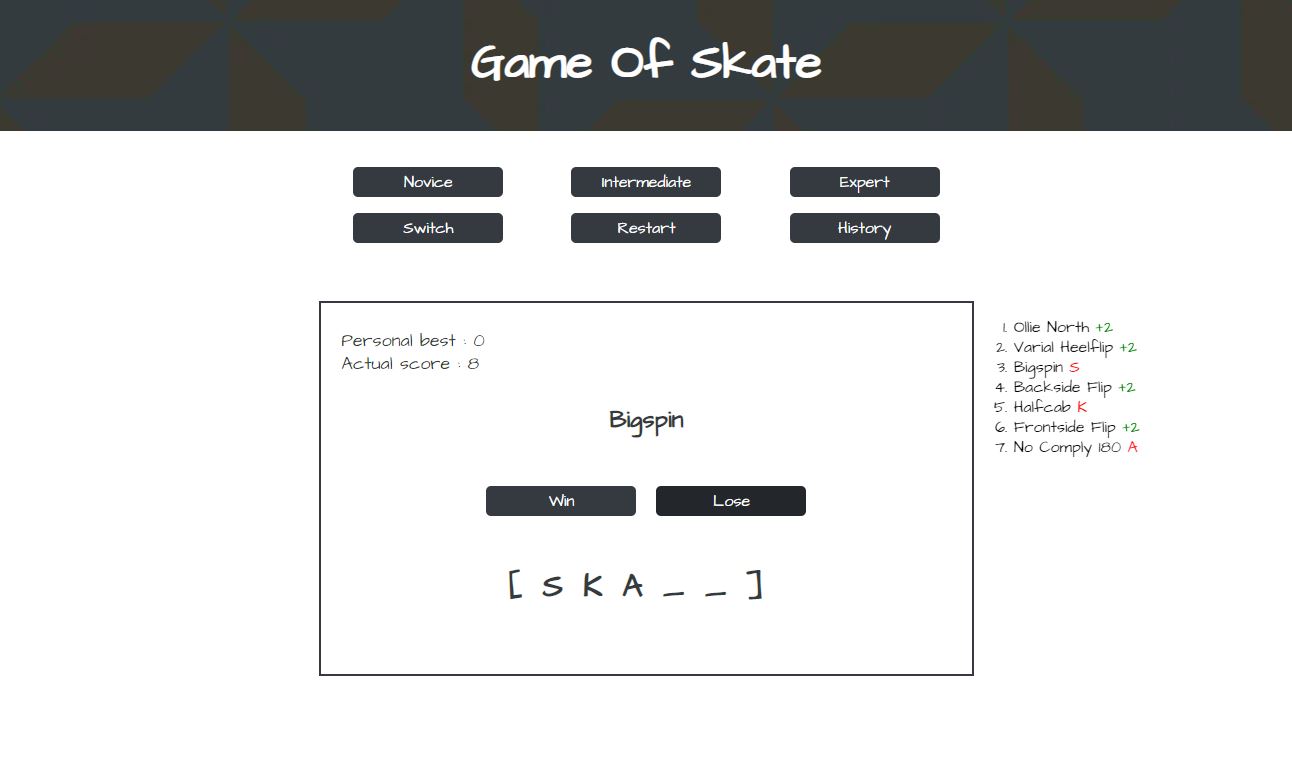 Game Of Skate
Novice Intermediate Expert
Switch Restart History
Personal best : 0
Actual score : 8
Bigspin
Win Lose
[ S K A _ _ ]
1. Ollie North +2
2. Varial Heelflip +2
3. Bigspin S
4. Backside Flip +2
5. Halfcab K
6. Frontside Flip +2
7. No Comply 180 A